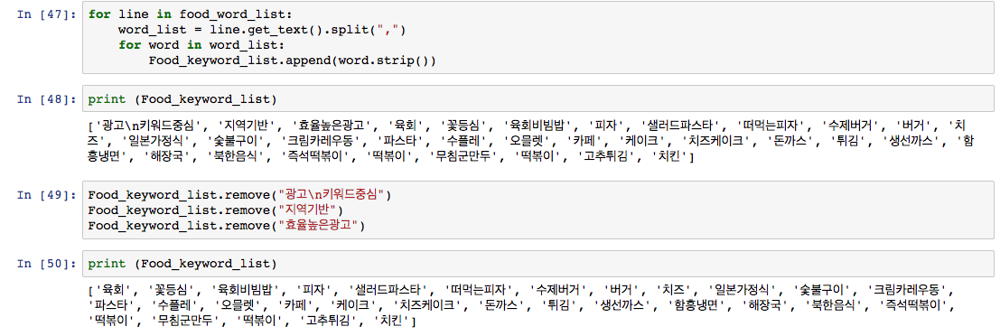 In [47]: for line in food_word_list:
word_list = line.get_text().split(",")
for word in word_list:
Food_keyword_list.append(word.strip())
In [48]: print (Food_keyword_list)
['광고\n키워드중심', '지역기반', '효율높은광고', '육회', '꽃등심', '육회비빔밥', '피자', '샐러드파스타', '떠먹는피자', '수제버거', '버거', '치
즈', '일본가정식', '숯불구이', '크림카레우동', '파스타', '수플레', '오믈렛', '카페', '케이크', '치즈케이크', '돈까스', '튀김', '생선까스', '함
흥냉면', '해장국', '북한음식', '즉석떡볶이', '떡볶이', '무침군만두', '떡볶이', '고추튀김', '치킨']
In [49]: Food_keyword_list.remove("광고\n키워드중심")
Food_keyword_list.remove("지역기반")
Food_keyword_list.remove("효율높은광고")
In [50]: print (Food_keyword_list)
['육회', '꽃등심', '육회비빔밥', '피자', '샐러드파스타', '떠먹는피자', '수제버거', '버거', '치즈', '일본가정식', '숯불구이', '크림카레우동',
'파스타', '수플레', '오믈렛', '카페', '케이크', '치즈케이크', '돈까스', '튀김', '생선까스', '함흥냉면', '해장국', '북한음식', '즉석떡볶이',
'떡볶이', '무침군만두', '떡볶이', '고추튀김', '치킨']